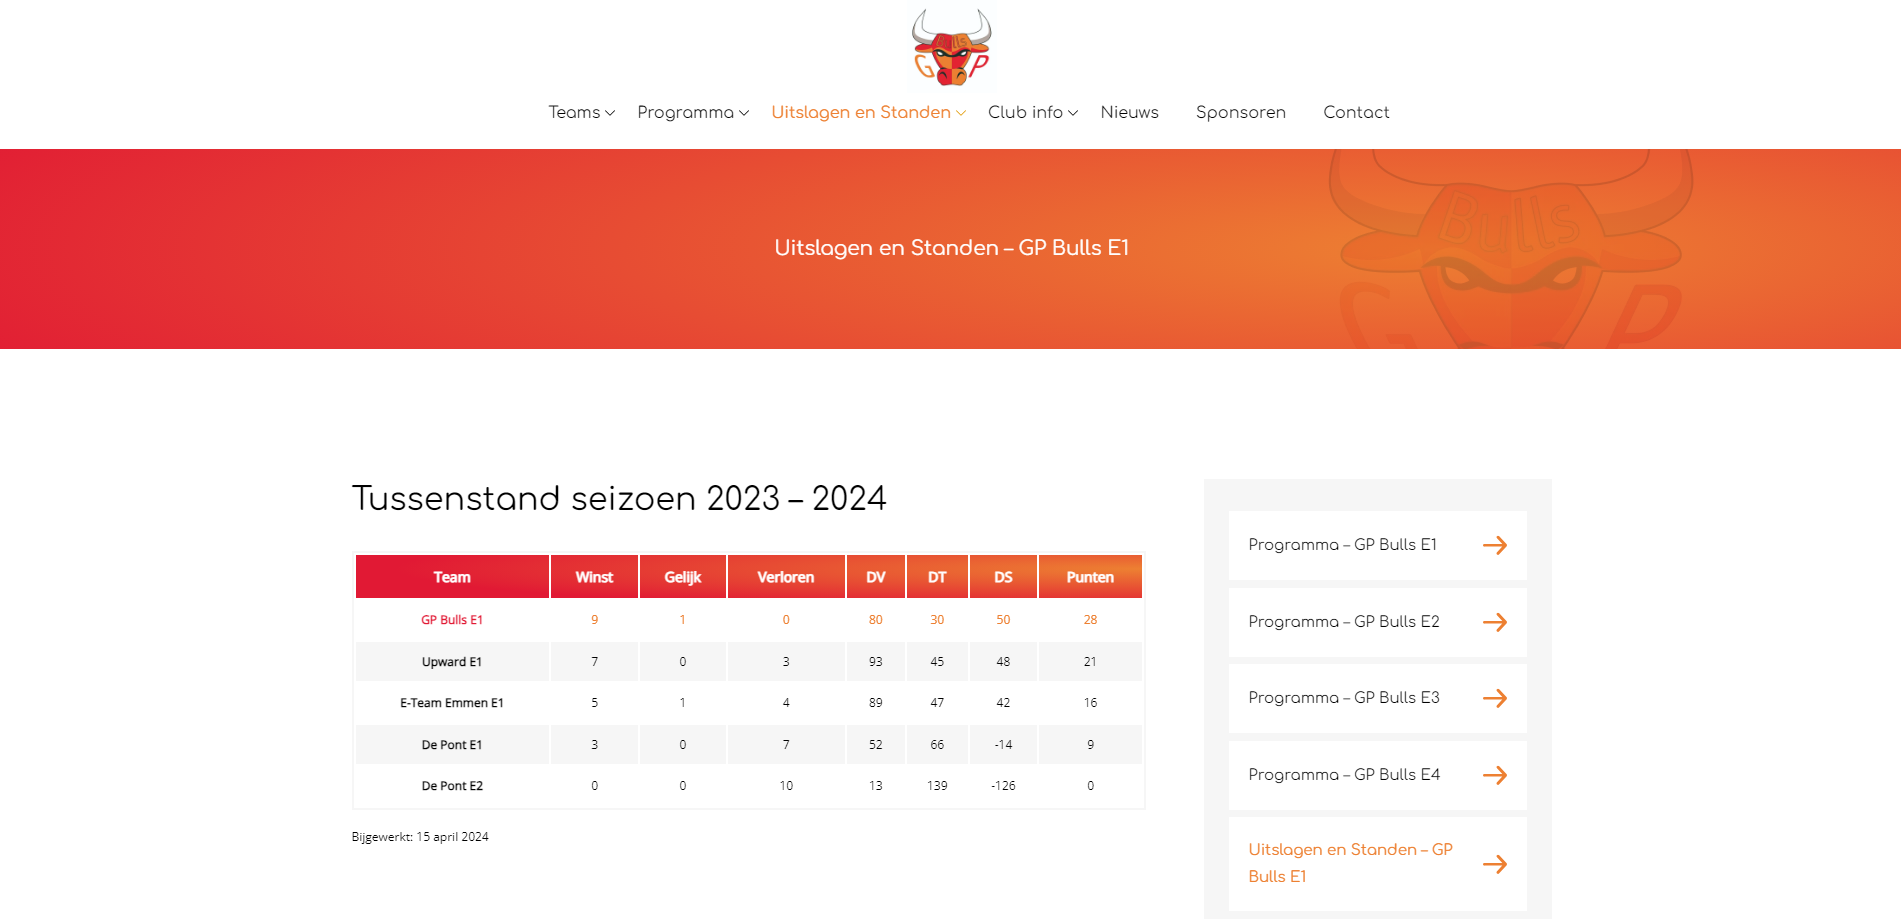 Bulls
G P
Teams Programma Uitslagen en Standen Club info Nieuws Sponsoren Contact
Bulls
G P
Uitslagen en Standen – GP Bulls E1
Tussenstand seizoen 2023 – 2024
Team Winst Gelijk Verloren DV DT DS Punten
GP Bulls E1 9 1 0 80 30 50 28
Upward E1 7 0 3 93 45 48 21
E-Team Emmen E1 5 1 4 89 47 42 16
De Pont E1 3 0 7 52 66 -14 9
De Pont E2 0 0 10 13 139 -126 0
Bijgewerkt: 15 april 2024
Programma – GP Bulls E1
Programma – GP Bulls E2
Programma – GP Bulls E3
Programma – GP Bulls E4
Uitslagen en Standen – GP
Bulls E1